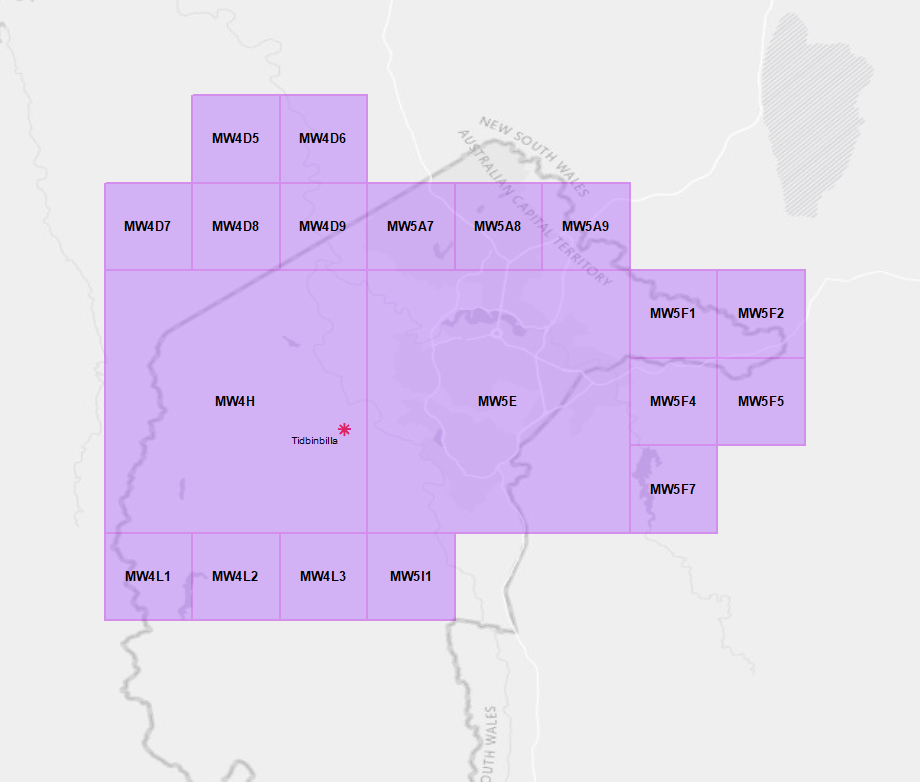 NEW SOUTH WALES
AUSTRALIAN CAPITAL TERRITORY
MW4D5
MW4D6
MW4D7
MW4D8
MW4D9
MW5A7
MW5A8
MW5A9
MW5F1
MW5F2
MW4H
MW5E
MW5F4
MW5F5
Tidbinbilla
MW5F7
MW4L1
MW4L2
MW4L3
MW5I1
OUTH WALES